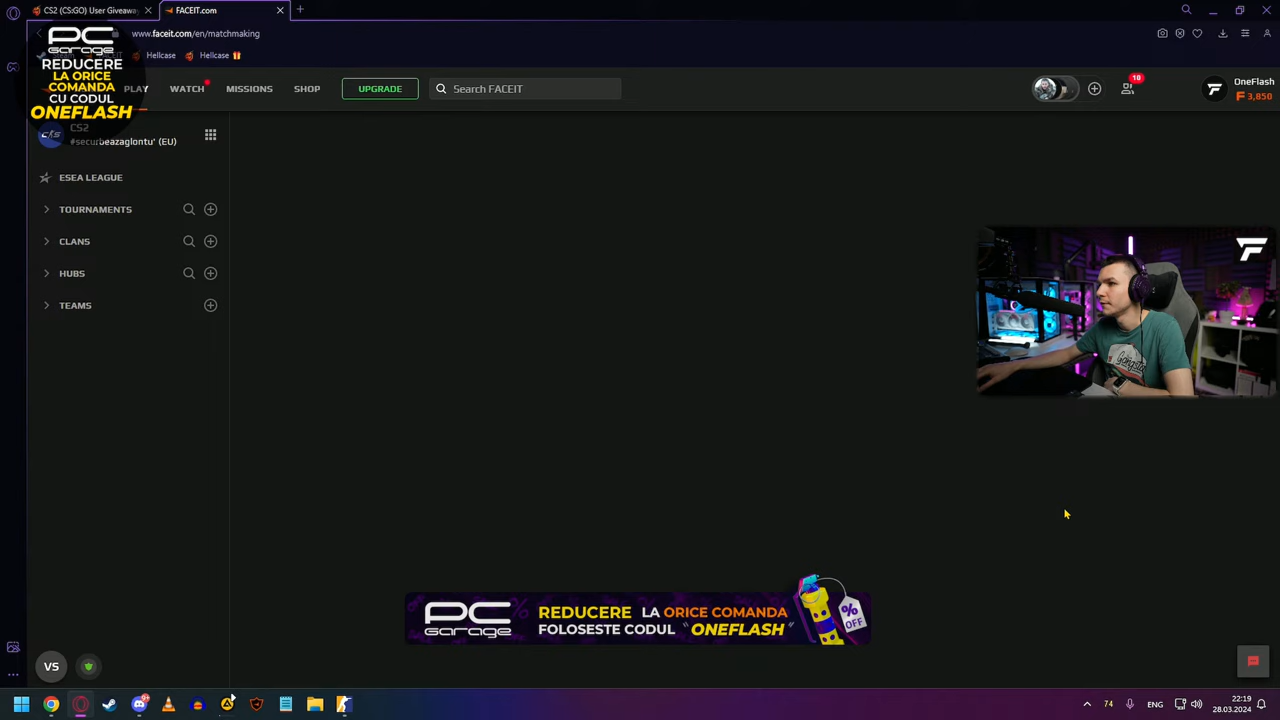 CS2 (CS:GO) User Giveaway
FACEIT.com
www.faceit.com/en/matchmaking
Hellcase
Hellcase
PC
Garage
REDUCERE
LA ORICE
COMANDA
CU CODUL
ONEFLASH
PLAY
WATCH
MISSIONS
SHOP
UPGRADE
Search FACEIT
10
OneFlash
3,850
CS2
#securbeazaglontu' (EU)
ESEA LEAGUE
TOURNAMENTS
CLANS
HUBS
TEAMS
Gangsta
PC
Garage
REDUCERE LA ORICE COMANDA
FOLOSESTE CODUL "ONEFLASH"
% OFF
VS
74
ENG
22:19
28.03.2024